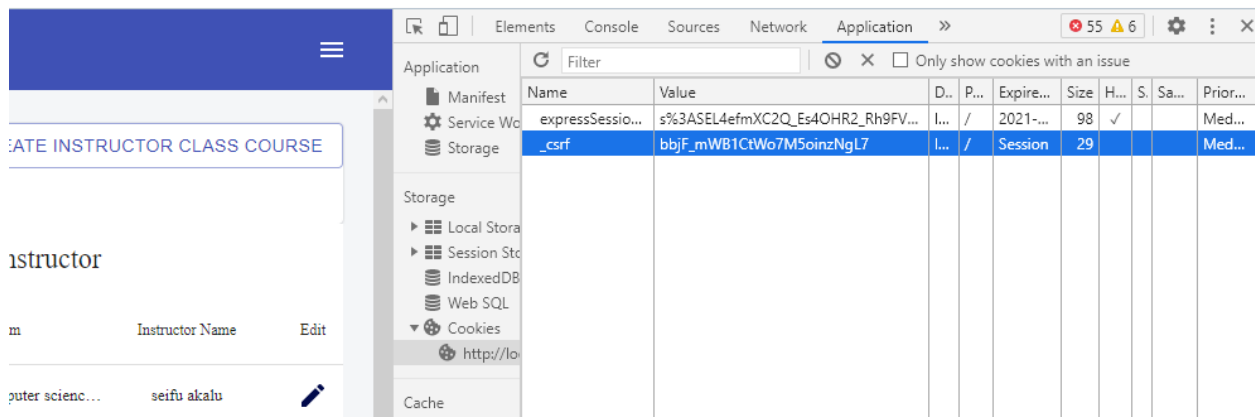 Elements Console Sources Network Application » 55 6
Application
Manifest
Service Wo
Storage
Storage
Local Stora
Session Sto
IndexedDB
Web SQL
Cookies
http://lo
Cache
Filter Only show cookies with an issue
Name Value D.. P... Expire... Size H... S. Sa... Prior...
expressSessio... s%3ASEL4efmXC2Q_Es4OHR2_Rh9FV... l... / 2021-... 98 ✓ Med...
_csrf bbjF_mWB1CtWo7M5oinzNgL7 l... / Session 29 Med...
EATE INSTRUCTOR CLASS COURSE
nstructor
m Instructor Name Edit
puter scienc... seifu akalu